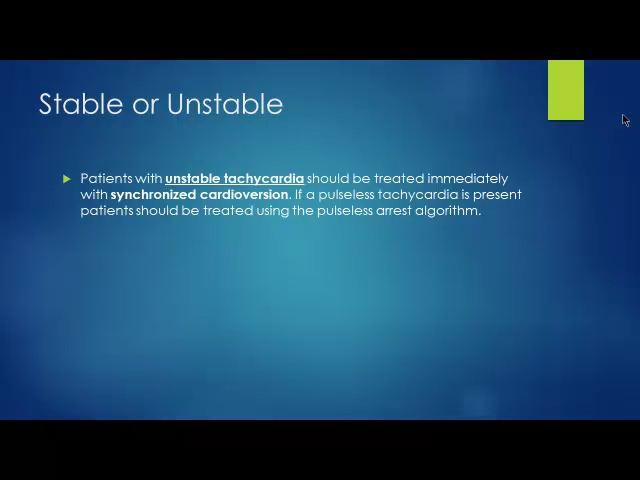 Stable or Unstable
Patients with unstable tachycardia should be treated immediately
with synchronized cardioversion. If a pulseless tachycardia is present
patients should be treated using the pulseless arrest algorithm.